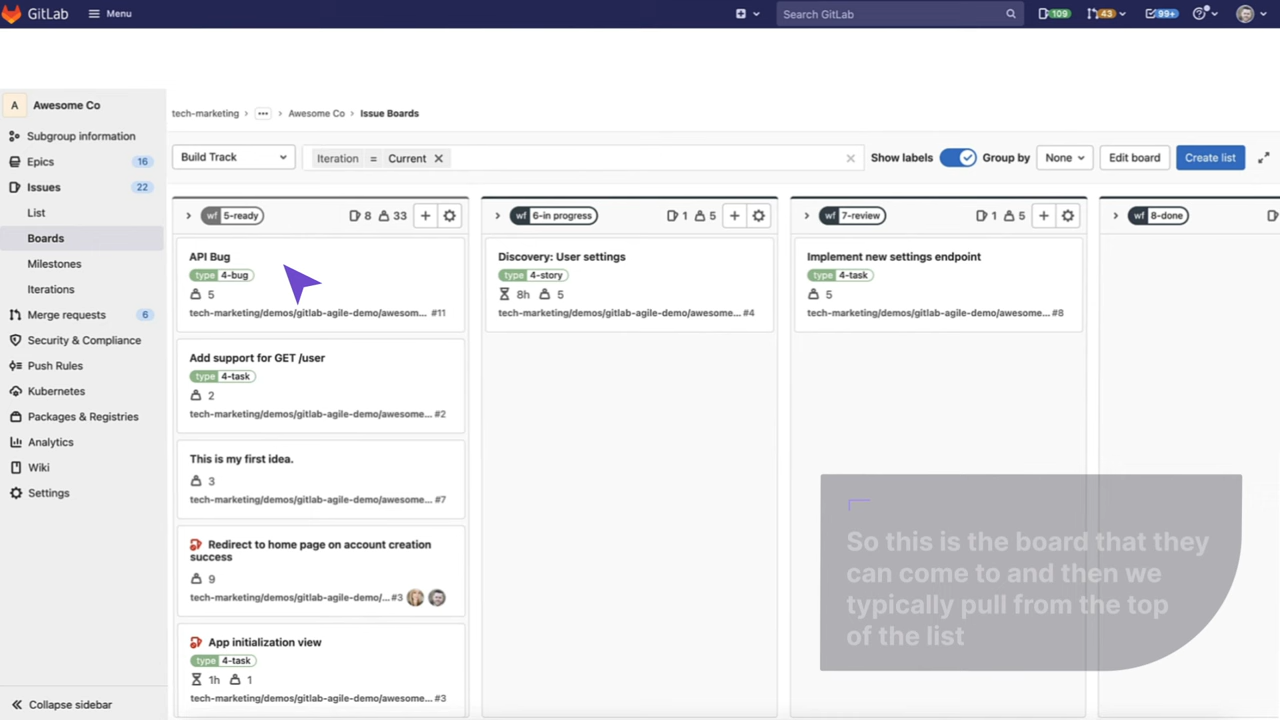 GitLab Menu Search GitLab 109 43 99+
A Awesome Co
Subgroup information
Epics 16
Issues 22
List
Boards
Milestones
Iterations
Merge requests 6
Security & Compliance
Push Rules
Kubernetes
Packages & Registries
Analytics
Wiki
Settings
Collapse sidebar
tech-marketing › ••• › Awesome Co › Issue Boards
Build Track Iteration = Current Show labels Group by None Edit board Create list
wf 5-ready 8 33
API Bug
type 4-bug
5
tech-marketing/demos/gitlab-agile-demo/awesom... #11
Add support for GET /user
type 4-task
2
tech-marketing/demos/gitlab-agile-demo/awesome... #2
This is my first idea.
3
tech-marketing/demos/gitlab-agile-demo/awesome... #7
Redirect to home page on account creation
success
9
tech-marketing/demos/gitlab-agile-demo/... #3
App initialization view
type 4-task
1h 1
tech-marketing/demos/gitlab-agile-demo/awesome... #3
wf 6-in progress 1 5
Discovery: User settings
type 4-story
8h 5
tech-marketing/demos/gitlab-agile-demo/awesome... #4
wf 7-review 1 5
Implement new settings endpoint
type 4-task
5
tech-marketing/demos/gitlab-agile-demo/awesome... #8
wf 8-done
So this is the board that they
can come to and then we
typically pull from the top
of the list